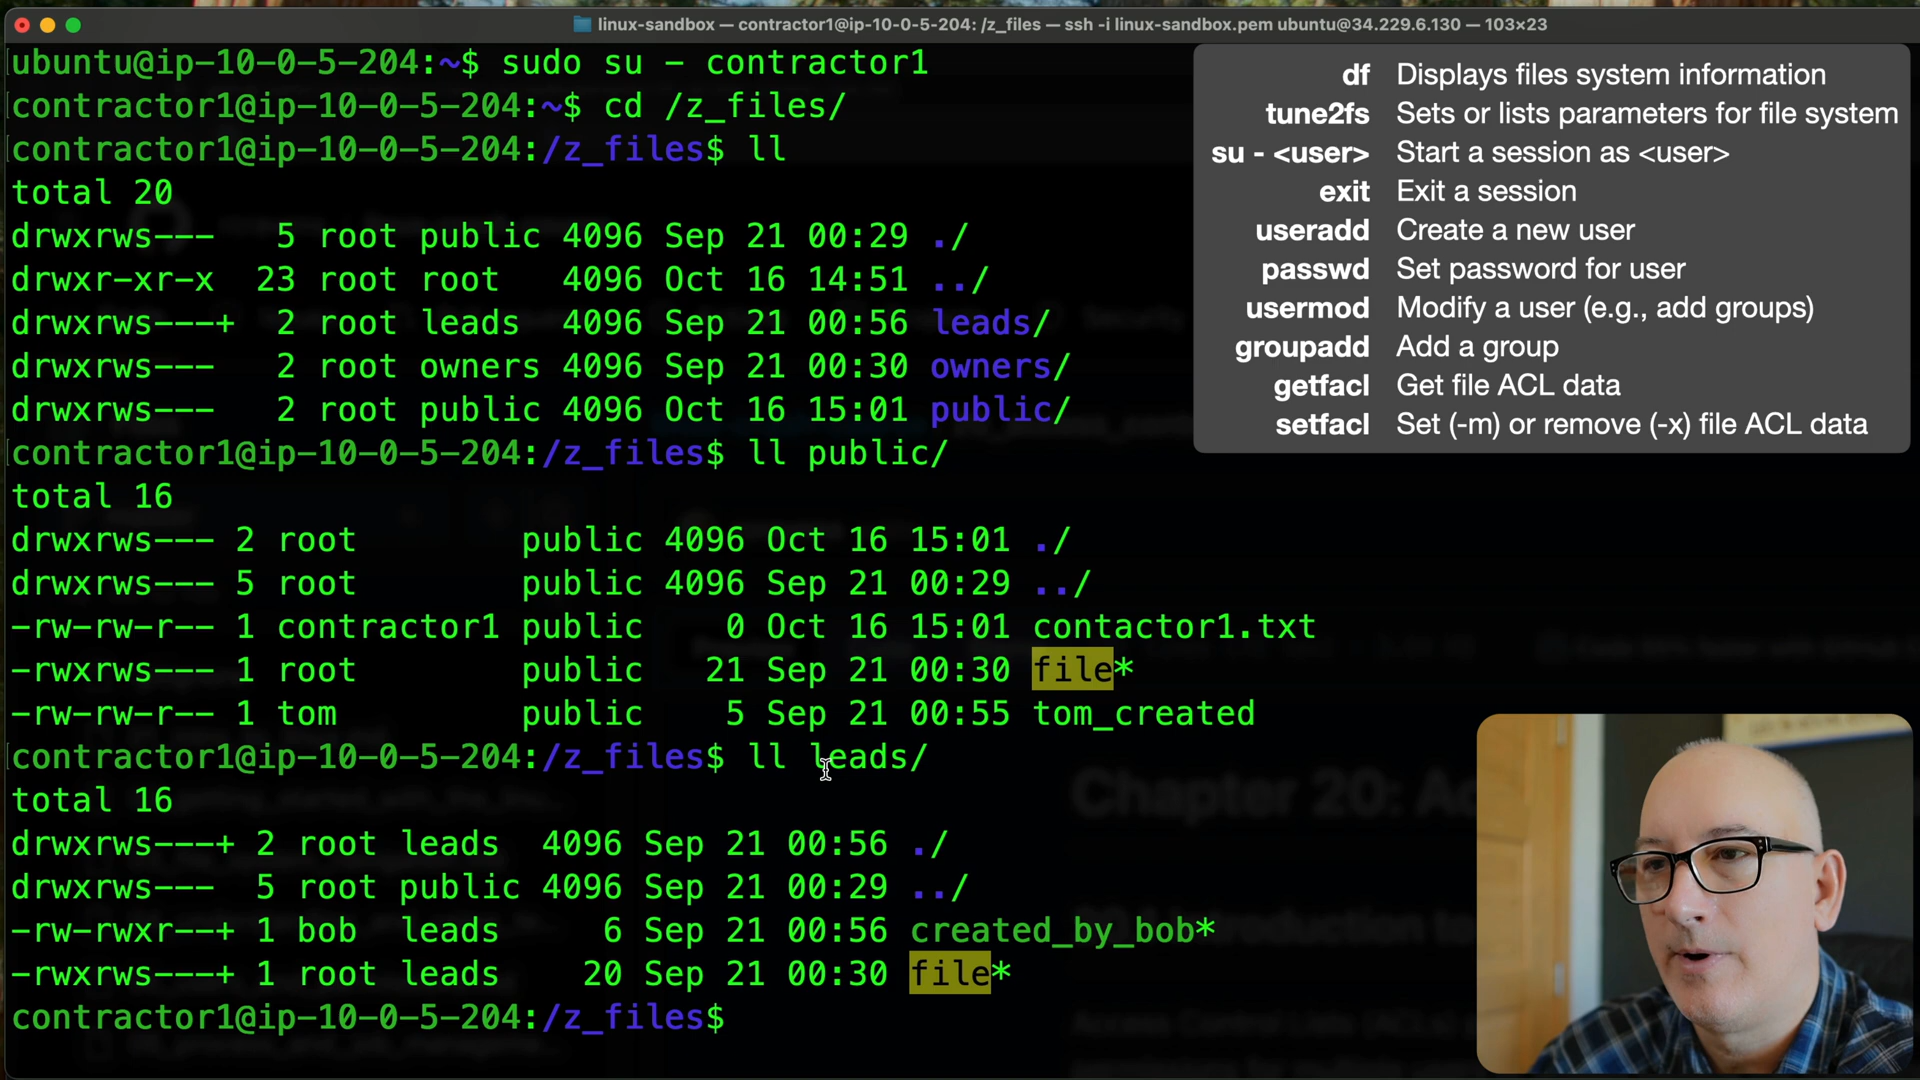 linux-sandbox — contractor1@ip-10-0-5-204: /z_files — ssh -i linux-sandbox.pem ubuntu@34.229.6.130 — 103×23
ubuntu@ip-10-0-5-204:~$ sudo su - contractor1
contractor1@ip-10-0-5-204:~$ cd /z_files/
contractor1@ip-10-0-5-204:/z_files$ ll
total 20
drwxrws---   5 root public 4096 Sep 21 00:29 ./
drwxr-xr-x  23 root root   4096 Oct 16 14:51 ../
drwxrws---+  2 root leads  4096 Sep 21 00:56 leads/
drwxrws---   2 root owners 4096 Sep 21 00:30 owners/
drwxrws---   2 root public 4096 Oct 16 15:01 public/
contractor1@ip-10-0-5-204:/z_files$ ll public/
total 16
drwxrws--- 2 root        public 4096 Oct 16 15:01 ./
drwxrws--- 5 root        public 4096 Sep 21 00:29 ../
-rw-rw-r-- 1 contractor1 public    0 Oct 16 15:01 contactor1.txt
-rwxrws--- 1 root        public   21 Sep 21 00:30 file*
-rw-rw-r-- 1 tom         public    5 Sep 21 00:55 tom_created
contractor1@ip-10-0-5-204:/z_files$ ll leads/
total 16
drwxrws---+ 2 root leads  4096 Sep 21 00:56 ./
drwxrws---  5 root public 4096 Sep 21 00:29 ../
-rw-rwxr--+ 1 bob  leads     6 Sep 21 00:56 created_by_bob*
-rwxrws---+ 1 root leads    20 Sep 21 00:30 file*
contractor1@ip-10-0-5-204:/z_files$
df Displays files system information
tune2fs Sets or lists parameters for file system
su - <user> Start a session as <user>
exit Exit a session
useradd Create a new user
passwd Set password for user
usermod Modify a user (e.g., add groups)
groupadd Add a group
getfacl Get file ACL data
setfacl Set (-m) or remove (-x) file ACL data
Security
Chapter 20: Ac